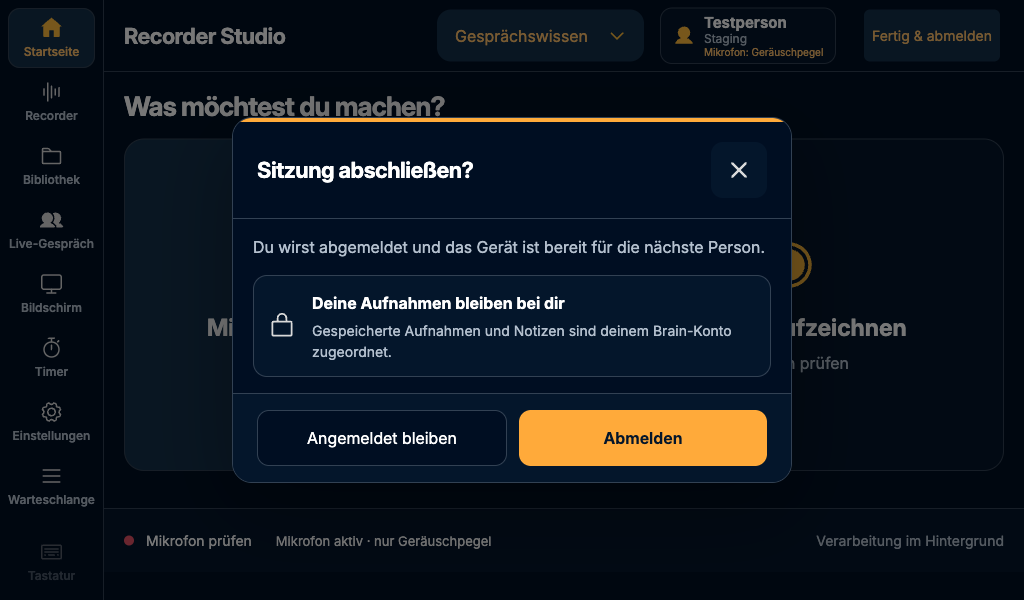 Startseite
Recorder
Bibliothek
Live-Gespräch
Bildschirm
Timer
Einstellungen
Warteschlange
Tastatur
Recorder Studio
Gesprächswissen
Testperson
Staging
Mikrofon: Geräuschpegel
Fertig & abmelden
Was möchtest du machen?
Sitzung abschließen?
Du wirst abgemeldet und das Gerät ist bereit für die nächste Person.
Deine Aufnahmen bleiben bei dir
Gespeicherte Aufnahmen und Notizen sind deinem Brain-Konto
zugeordnet.
Angemeldet bleiben
Abmelden
prüfen
Mikrofon prüfen
Mikrofon aktiv · nur Geräuschpegel
Verarbeitung im Hintergrund